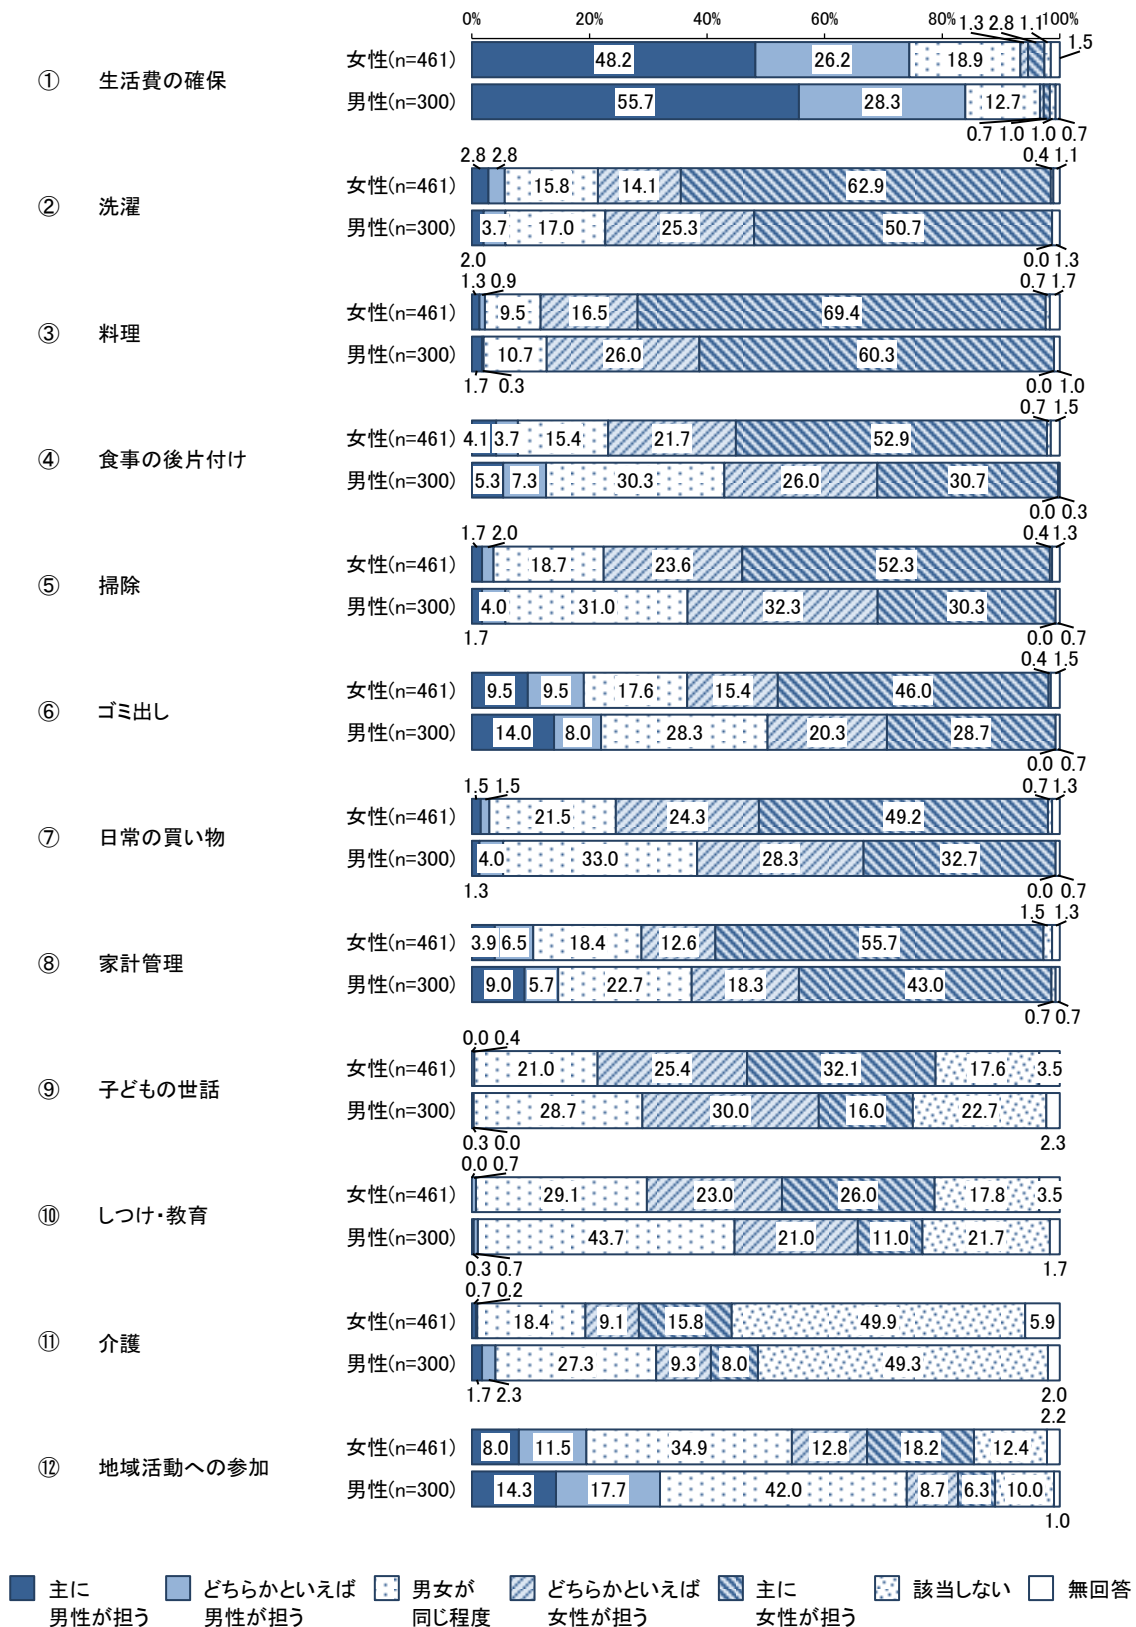 0% 20% 40% 60% 80% 100%
1.3 2.8 1.1
1.5
① 生活費の確保
女性(n=461) 48.2 26.2 18.9
男性(n=300) 55.7 28.3 12.7
0.7 1.0 1.0 0.7
2.8 2.8 0.4 1.1
② 洗濯
女性(n=461) 15.8 14.1 62.9
男性(n=300) 3.7 17.0 25.3 50.7
2.0 0.0 1.3
1.3 0.9 0.7 1.7
③ 料理
女性(n=461) 9.5 16.5 69.4
男性(n=300) 10.7 26.0 60.3
1.7 0.3 0.0 1.0
0.7 1.5
④ 食事の後片付け
女性(n=461) 4.1 3.7 15.4 21.7 52.9
男性(n=300) 5.3 7.3 30.3 26.0 30.7
0.0 0.3
1.7 2.0 0.4 1.3
⑤ 掃除
女性(n=461) 18.7 23.6 52.3
男性(n=300) 4.0 31.0 32.3 30.3
1.7 0.0 0.7
0.4 1.5
⑥ ゴミ出し
女性(n=461) 9.5 9.5 17.6 15.4 46.0
男性(n=300) 14.0 8.0 28.3 20.3 28.7
0.0 0.7
1.5 1.5 0.7 1.3
⑦ 日常の買い物
女性(n=461) 21.5 24.3 49.2
男性(n=300) 4.0 33.0 28.3 32.7
1.3 0.0 0.7
1.5 1.3
⑧ 家計管理
女性(n=461) 3.9 6.5 18.4 12.6 55.7
男性(n=300) 9.0 5.7 22.7 18.3 43.0
0.7 0.7
0.0 0.4
⑨ 子どもの世話
女性(n=461) 21.0 25.4 32.1 17.6 3.5
男性(n=300) 28.7 30.0 16.0 22.7
0.3 0.0 2.3
0.0 0.7
⑩ しつけ・教育
女性(n=461) 29.1 23.0 26.0 17.8 3.5
男性(n=300) 43.7 21.0 11.0 21.7
0.3 0.7 1.7
0.7 0.2
⑪ 介護
女性(n=461) 18.4 9.1 15.8 49.9 5.9
男性(n=300) 27.3 9.3 8.0 49.3
1.7 2.3 2.0
2.2
⑫ 地域活動への参加
女性(n=461) 8.0 11.5 34.9 12.8 18.2 12.4
男性(n=300) 14.3 17.7 42.0 8.7 6.3 10.0
1.0
主に 男性が担う
どちらかといえば 男性が担う
男女が 同じ程度
どちらかといえば 女性が担う
主に 女性が担う
該当しない
無回答